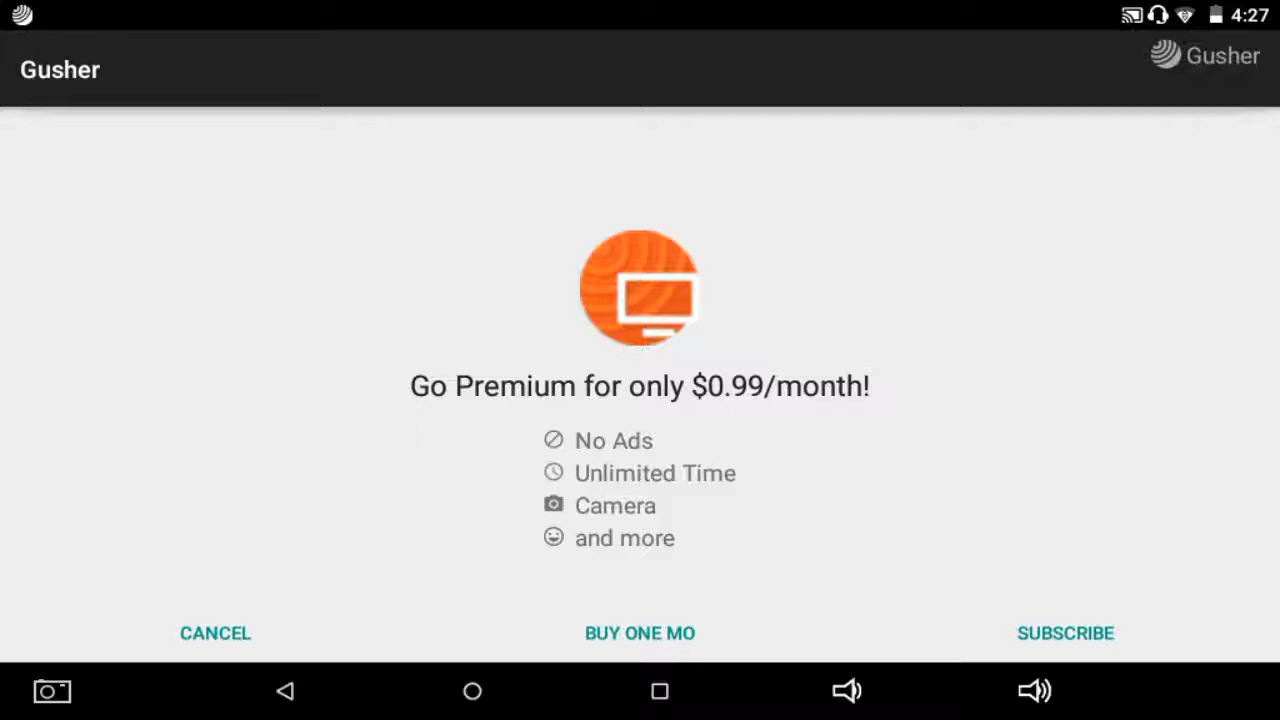 4:27
Gusher
Gusher
Go Premium for only $0.99/month!
No Ads
Unlimited Time
Camera
and more
CANCEL
BUY ONE MO
SUBSCRIBE